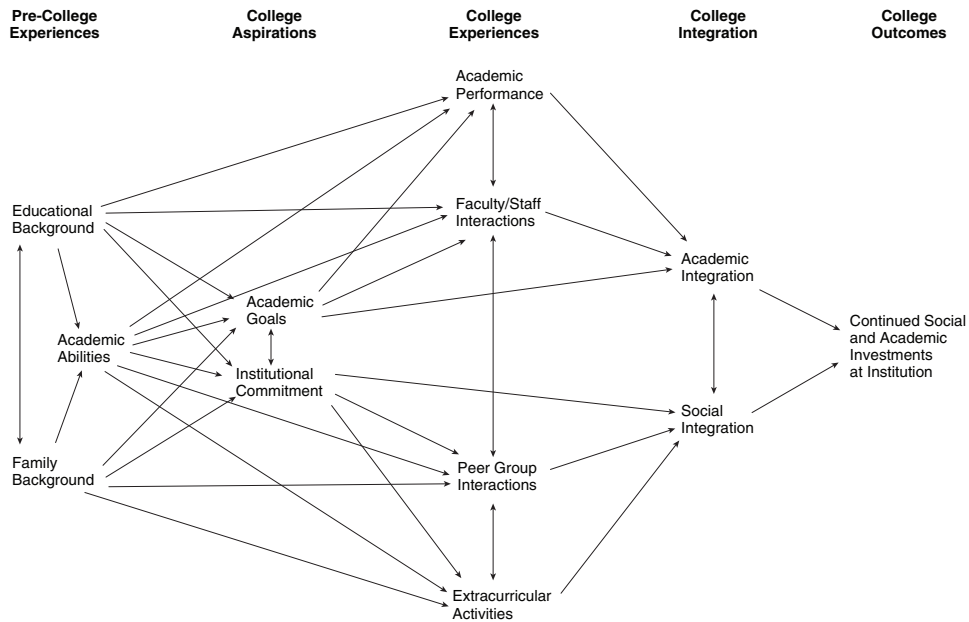 Pre-College
Experiences
College
Aspirations
College
Experiences
College
Integration
College
Outcomes
Academic
Performance
Educational
Background
Faculty/Staff
Interactions
Academic
Integration
Academic
Goals
Academic
Abilities
Continued Social
and Academic
Investments
at Institution
Institutional
Commitment
Social
Integration
Family
Background
Peer Group
Interactions
Extracurricular
Activities